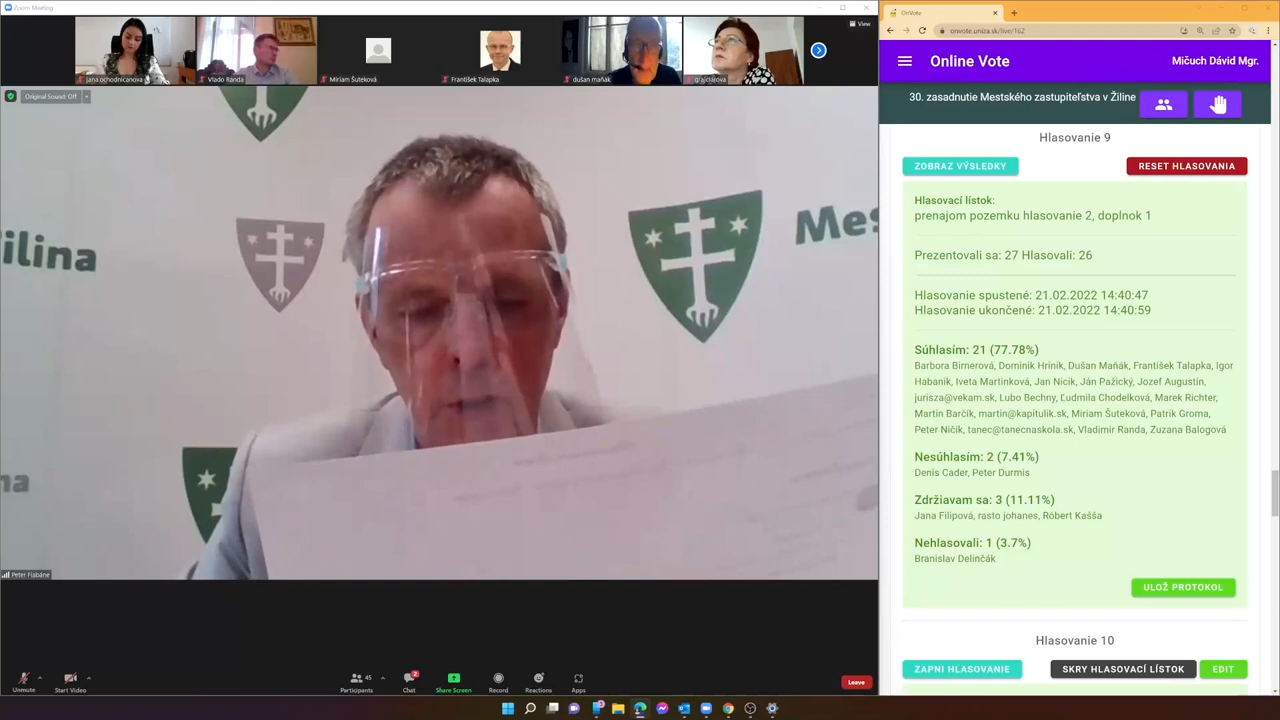 Zoom Meeting
View
jana ochodnicanova
Vlado Randa
Miriam Šuteková
František Talapka
dušan maňák
grajciarova
Original Sound: Off
ilina
Mes
na
Peter Fiabáne
Unmute
Start Video
45
Participants
2
Chat
Share Screen
Record
Reactions
Apps
Leave
OnVote
onvote.uniza.sk/live/162
Online Vote
Mičuch Dávid Mgr.
30. zasadnutie Mestského zastupiteľstva v Žiline
Hlasovanie 9
ZOBRAZ VÝSLEDKY
RESET HLASOVANIA
Hlasovací lístok:
prenajom pozemku hlasovanie 2, doplnok 1
Prezentovali sa: 27 Hlasovali: 26
Hlasovanie spustené: 21.02.2022 14:40:47
Hlasovanie ukončené: 21.02.2022 14:40:59
Súhlasím: 21 (77.78%)
Barbora Birnerová, Dominik Hriník, Dušan Maňák, František Talapka, Igor
Habanik, Iveta Martinková, Jan Nicik, Ján Pažický, Jozef Augustín,
jurisza@vekam.sk, Lubo Bechny, Ľudmila Chodelková, Marek Richter,
Martin Barčík, martin@kapitulik.sk, Miriam Šuteková, Patrik Groma,
Peter Ničík, tanec@tanecnaskola.sk, Vladimir Randa, Zuzana Balogová
Nesúhlasím: 2 (7.41%)
Denis Cader, Peter Durmis
Zdržiavam sa: 3 (11.11%)
Jana Filipová, rasto johanes, Róbert Kašša
Nehlasovali: 1 (3.7%)
Branislav Delinčák
ULOŽ PROTOKOL
Hlasovanie 10
ZAPNI HLASOVANIE
SKRY HLASOVACÍ LÍSTOK
EDIT